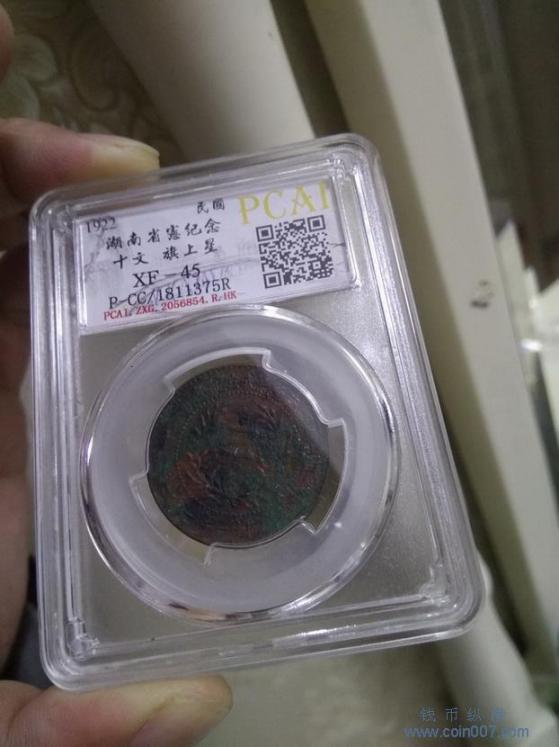 1922 民國 PCAI
湖南省憲紀念
十文 旗上星
XF-45
P-CC/1811375R
PCAI. ZXG. 2056854. R. HK
钱币纵横
www.coin007.com